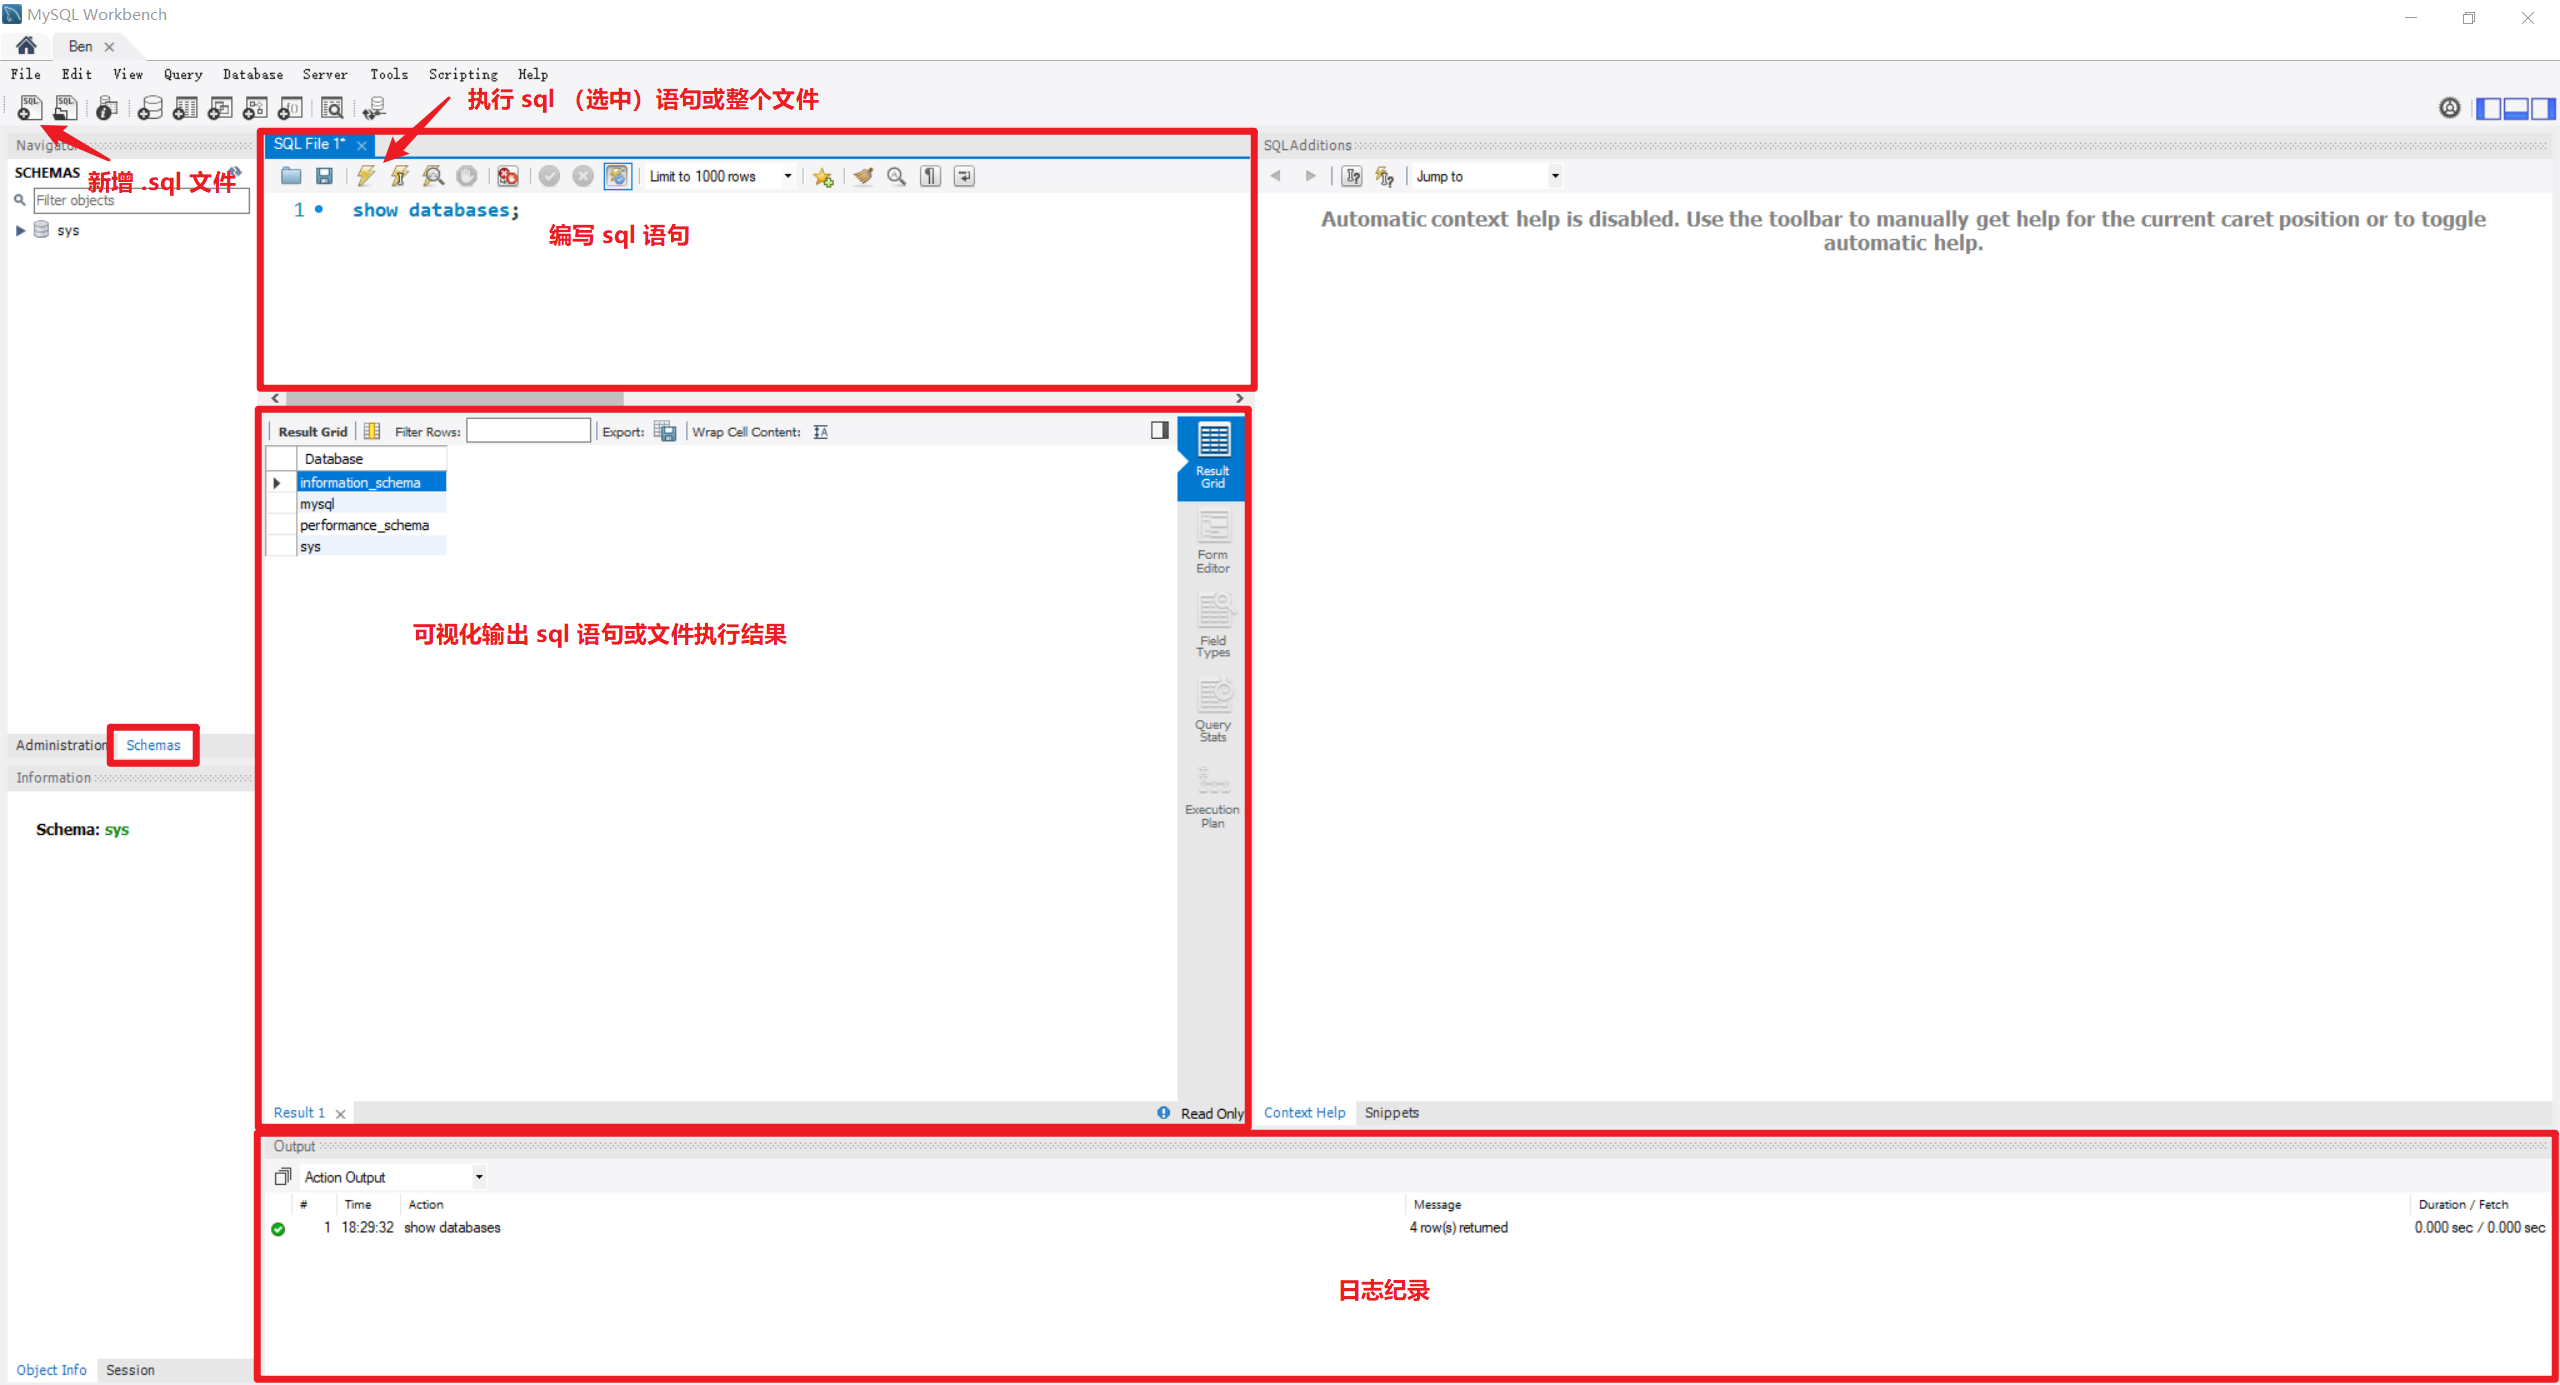 MySQL Workbench
Ben
File Edit View Query Database Server Tools Scripting Help
执行 sql （选中）语句或整个文件
Navigator
SCHEMAS
新增 .sql 文件
Filter objects
sys
SQL File 1*
Limit to 1000 rows
1 show databases;
编写 sql 语句
SQLAdditions
Jump to
Automatic context help is disabled. Use the toolbar to manually get help for the current caret position or to toggle
automatic help.
Result Grid Filter Rows: Export: Wrap Cell Content:
Database
information_schema
mysql
performance_schema
sys
可视化输出 sql 语句或文件执行结果
Result
Grid
Form
Editor
Field
Types
Query
Stats
Execution
Plan
Administration Schemas
Information
Schema: sys
Result 1
Read Only
Context Help Snippets
Output
Action Output
# Time Action Message Duration / Fetch
1 18:29:32 show databases 4 row(s) returned 0.000 sec / 0.000 sec
日志纪录
Object Info Session